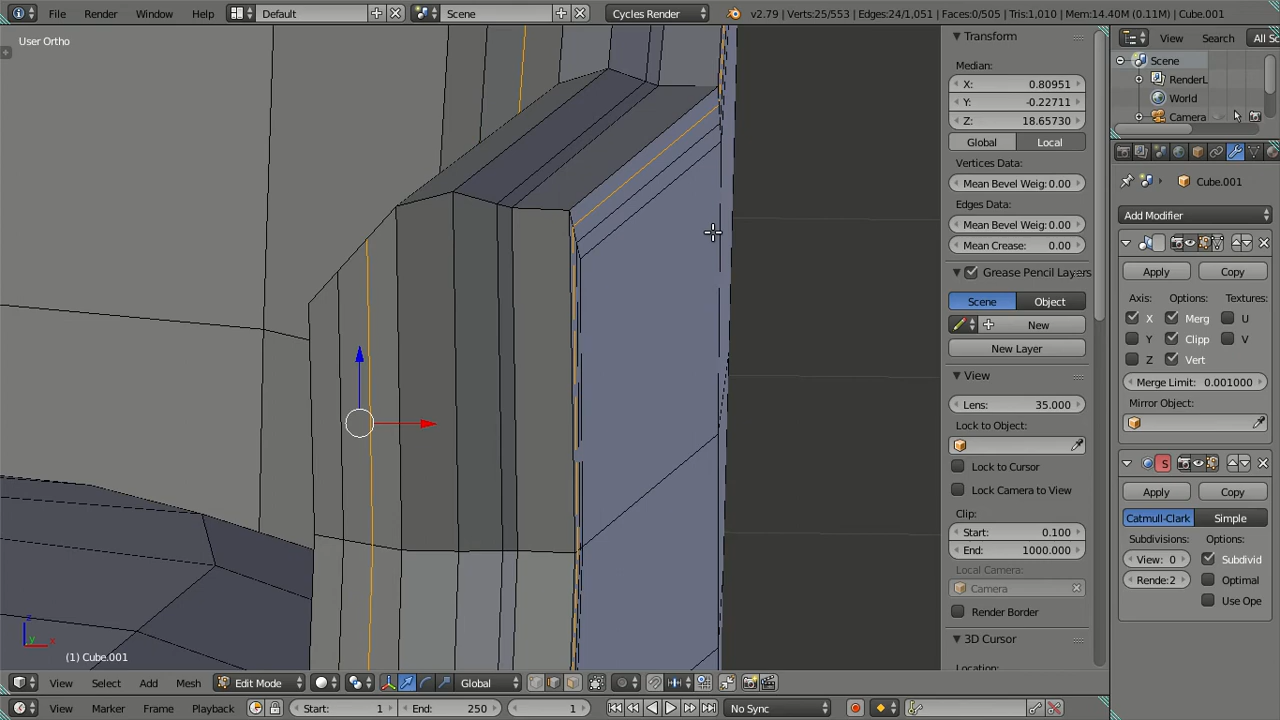 File Render Window Help Default Scene Cycles Render v2.79 | Verts:25/553 | Edges:24/1,051 | Faces:0/505 | Tris:1,010 | Mem:14.40M (0.11M) | Cube.001
User Ortho
Transform
View Search All Sc
Scene
RenderL
World
Camera
Median:
X: 0.80951
Y: -0.22711
Z: 18.65730
Global Local
Vertices Data:
Mean Bevel Weig: 0.00
Edges Data:
Mean Bevel Weig: 0.00
Mean Crease: 0.00
Grease Pencil Layers
Scene Object
New
New Layer
View
Lens: 35.000
Lock to Object:
Lock to Cursor
Lock Camera to View
Clip:
Start: 0.100
End: 1000.000
Local Camera:
Camera
Render Border
3D Cursor
Location:
Cube.001
Add Modifier
Apply Copy
Axis: Options: Textures:
X Merg U
Y Clipp V
Z Vert
Merge Limit: 0.001000
Mirror Object:
S
Apply Copy
Catmull-Clark Simple
Subdivisions: Options:
View: 0 Subdivid
Rende: 2 Optimal
Use Ope
z
y x
(1) Cube.001
View Select Add Mesh Edit Mode Global
View Marker Frame Playback Start: 1 End: 250 1 No Sync